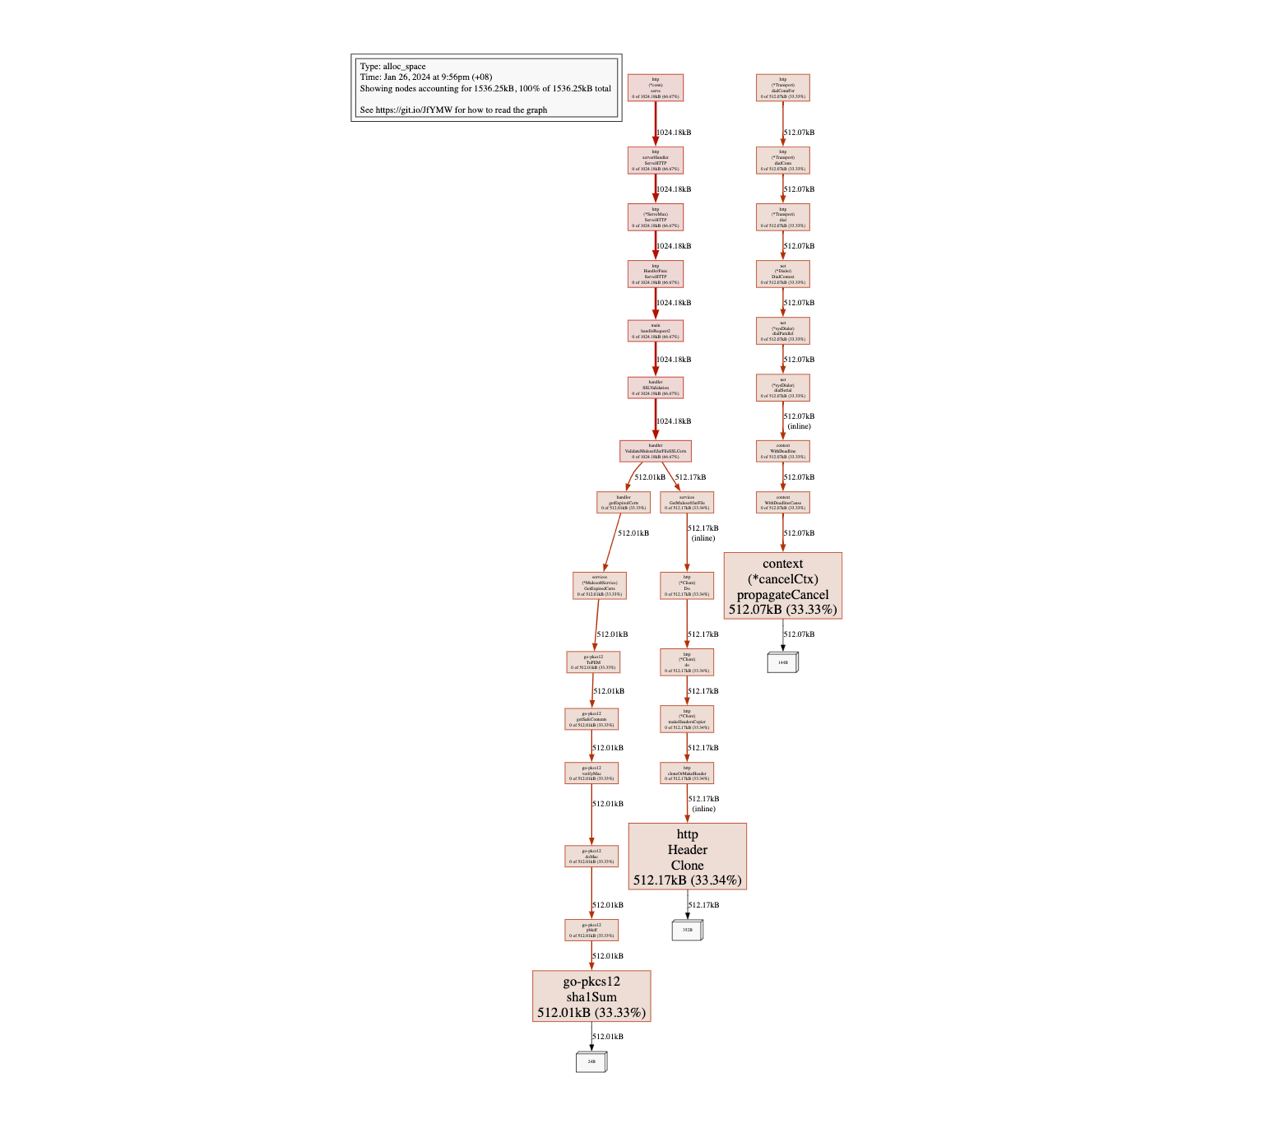 Type: alloc_space
Time: Jan 26, 2024 at 9:56pm (+08)
Showing nodes accounting for 1536.25kB, 100% of 1536.25kB total
See https://git.io/JfYMW for how to read the graph
http
(*conn)
serve
0 of 1024.18kB (66.67%)
1024.18kB
http
serverHandler
ServeHTTP
0 of 1024.18kB (66.67%)
1024.18kB
http
(*ServeMux)
ServeHTTP
0 of 1024.18kB (66.67%)
1024.18kB
http
HandlerFunc
ServeHTTP
0 of 1024.18kB (66.67%)
1024.18kB
main
0 of 1024.18kB (66.67%)
1024.18kB
handler
SSLValidation
0 of 1024.18kB (66.67%)
1024.18kB
handler
0 of 1024.18kB (66.67%)
512.01kB
512.17kB
handler
getExpiredCerts
0 of 512.01kB (33.33%)
512.01kB
services
GetExpiredCerts
0 of 512.01kB (33.33%)
512.01kB
go-pkcs12
ToPEM
0 of 512.01kB (33.33%)
512.01kB
go-pkcs12
getSafeContents
0 of 512.01kB (33.33%)
512.01kB
go-pkcs12
verifyMac
0 of 512.01kB (33.33%)
512.01kB
go-pkcs12
doMac
0 of 512.01kB (33.33%)
512.01kB
go-pkcs12
pbkdf
0 of 512.01kB (33.33%)
512.01kB
go-pkcs12
sha1Sum
512.01kB (33.33%)
512.01kB
24B
services
0 of 512.17kB (33.34%)
512.17kB
(inline)
http
(*Client)
Do
0 of 512.17kB (33.34%)
512.17kB
http
(*Client)
do
0 of 512.17kB (33.34%)
512.17kB
http
(*Client)
makeHeadersCopier
0 of 512.17kB (33.34%)
512.17kB
http
cloneOrMakeHeaders
0 of 512.17kB (33.34%)
512.17kB
(inline)
http
Header
Clone
512.17kB (33.34%)
512.17kB
352B
http
(*Transport)
dialConnFor
0 of 512.07kB (33.33%)
512.07kB
http
(*Transport)
dialConn
0 of 512.07kB (33.33%)
512.07kB
http
(*Transport)
dial
0 of 512.07kB (33.33%)
512.07kB
net
(*Dialer)
DialContext
0 of 512.07kB (33.33%)
512.07kB
net
(*sysDialer)
dialParallel
0 of 512.07kB (33.33%)
512.07kB
net
(*sysDialer)
dialSerial
0 of 512.07kB (33.33%)
512.07kB
(inline)
context
WithDeadline
0 of 512.07kB (33.33%)
512.07kB
context
WithDeadlineCause
0 of 512.07kB (33.33%)
512.07kB
context
(*cancelCtx)
propagateCancel
512.07kB (33.33%)
512.07kB